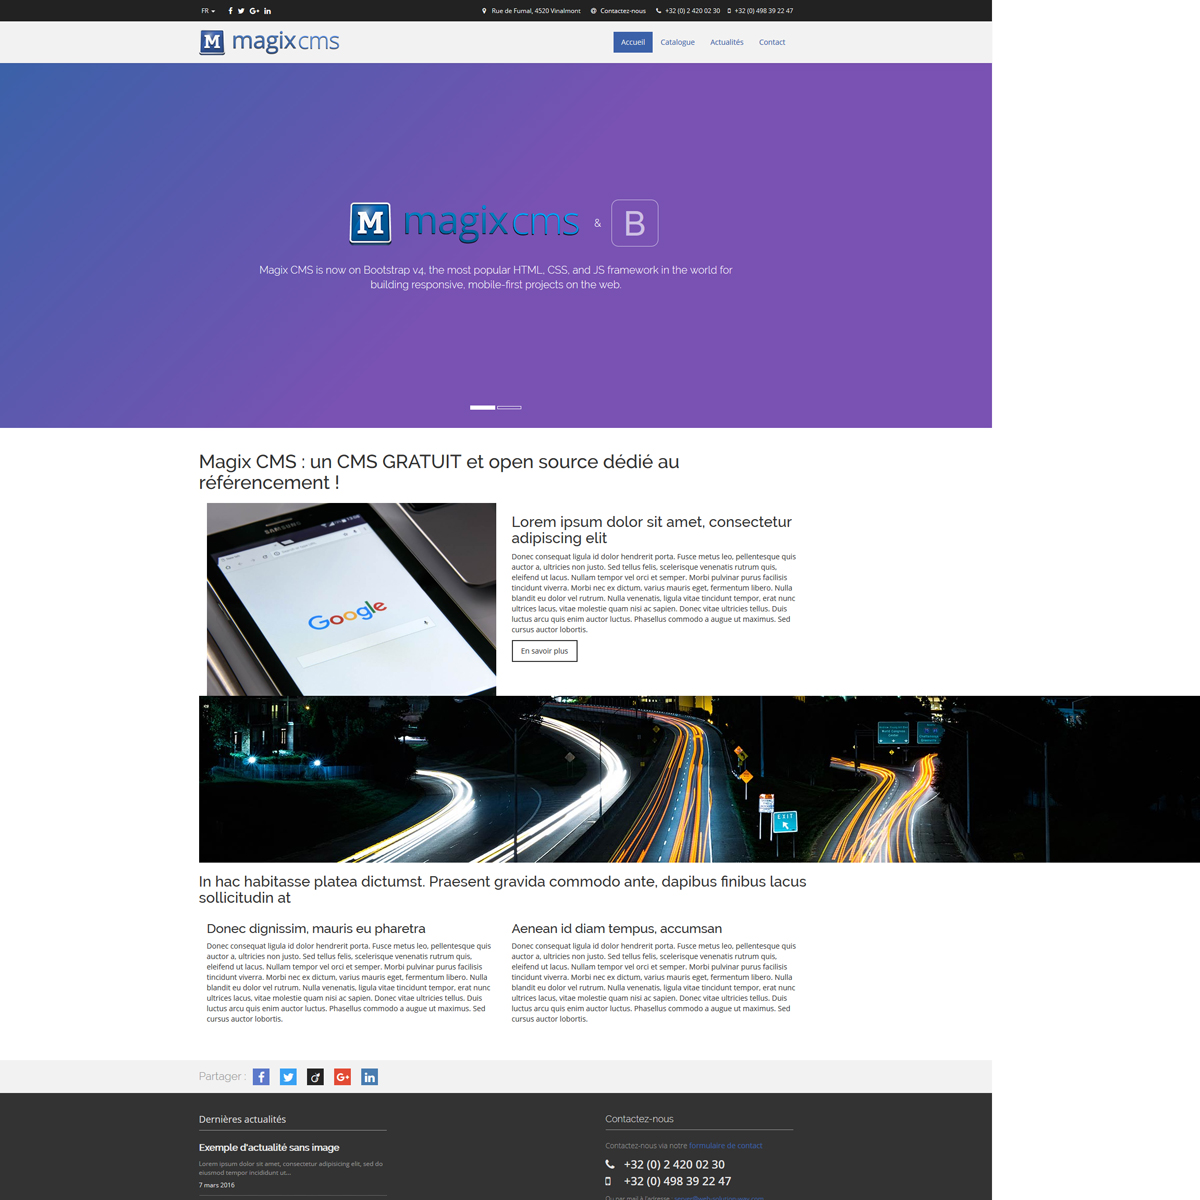 FR
Rue de Fumal, 4520 Vinalmont
Contactez-nous
+32 (0) 2 420 02 30
+32 (0) 498 39 22 47
M magixcms
Accueil
Catalogue
Actualités
Contact
M magixcms & B
Magix CMS is now on Bootstrap v4, the most popular HTML, CSS, and JS framework in the world for
building responsive, mobile-first projects on the web.
Magix CMS : un CMS GRATUIT et open source dédié au
référencement !
SAMSUNG
Google
Lorem ipsum dolor sit amet, consectetur
adipiscing elit
Donec consequat ligula id dolor hendrerit porta. Fusce metus leo, pellentesque quis
auctor a, ultricies non justo. Sed tellus felis, scelerisque venenatis rutrum quis,
eleifend ut lacus. Nullam tempor vel orci et semper. Morbi pulvinar purus facilisis
tincidunt viverra. Morbi nec ex dictum, varius mauris eget, fermentum libero. Nulla
blandit eu dolor vel rutrum. Nulla venenatis, ligula vitae tincidunt tempor, erat nunc
ultrices lacus, vitae molestie quam nisi ac sapien. Donec vitae ultricies tellus. Duis
luctus arcu quis enim auctor luctus. Phasellus commodo a augue ut maximus. Sed
cursus auctor lobortis.
En savoir plus
EXIT
In hac habitasse platea dictumst. Praesent gravida commodo ante, dapibus finibus lacus
sollicitudin at
Donec dignissim, mauris eu pharetra
Donec consequat ligula id dolor hendrerit porta. Fusce metus leo, pellentesque quis
auctor a, ultricies non justo. Sed tellus felis, scelerisque venenatis rutrum quis,
eleifend ut lacus. Nullam tempor vel orci et semper. Morbi pulvinar purus facilisis
tincidunt viverra. Morbi nec ex dictum, varius mauris eget, fermentum libero. Nulla
blandit eu dolor vel rutrum. Nulla venenatis, ligula vitae tincidunt tempor, erat nunc
ultrices lacus, vitae molestie quam nisi ac sapien. Donec vitae ultricies tellus. Duis
luctus arcu quis enim auctor luctus. Phasellus commodo a augue ut maximus. Sed
cursus auctor lobortis.
Aenean id diam tempus, accumsan
Donec consequat ligula id dolor hendrerit porta. Fusce metus leo, pellentesque quis
auctor a, ultricies non justo. Sed tellus felis, scelerisque venenatis rutrum quis,
eleifend ut lacus. Nullam tempor vel orci et semper. Morbi pulvinar purus facilisis
tincidunt viverra. Morbi nec ex dictum, varius mauris eget, fermentum libero. Nulla
blandit eu dolor vel rutrum. Nulla venenatis, ligula vitae tincidunt tempor, erat nunc
ultrices lacus, vitae molestie quam nisi ac sapien. Donec vitae ultricies tellus. Duis
luctus arcu quis enim auctor luctus. Phasellus commodo a augue ut maximus. Sed
cursus auctor lobortis.
Partager :
Dernières actualités
Exemple d'actualité sans image
Lorem ipsum dolor sit amet, consectetur adipisicing elit, sed do
eiusmod tempor incididunt ut...
7 mars 2016
Contactez-nous
Contactez-nous via notre formulaire de contact
+32 (0) 2 420 02 30
+32 (0) 498 39 22 47
Ou par mail à l'adresse :